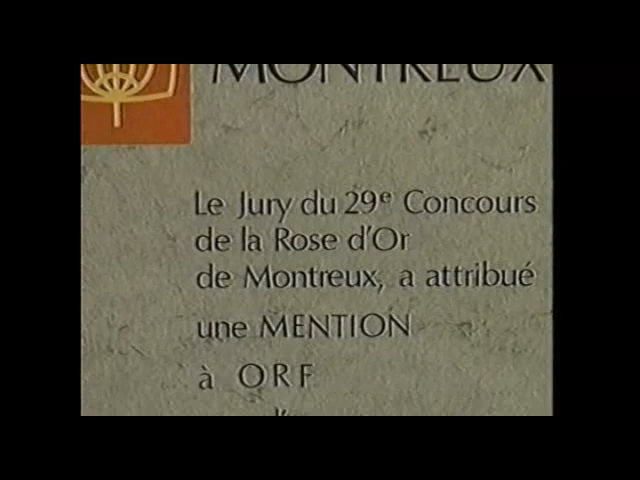 MONTREUX
Le Jury du 29e Concours
de la Rose d'Or
de Montreux, a attribué
une MENTION
à ORF